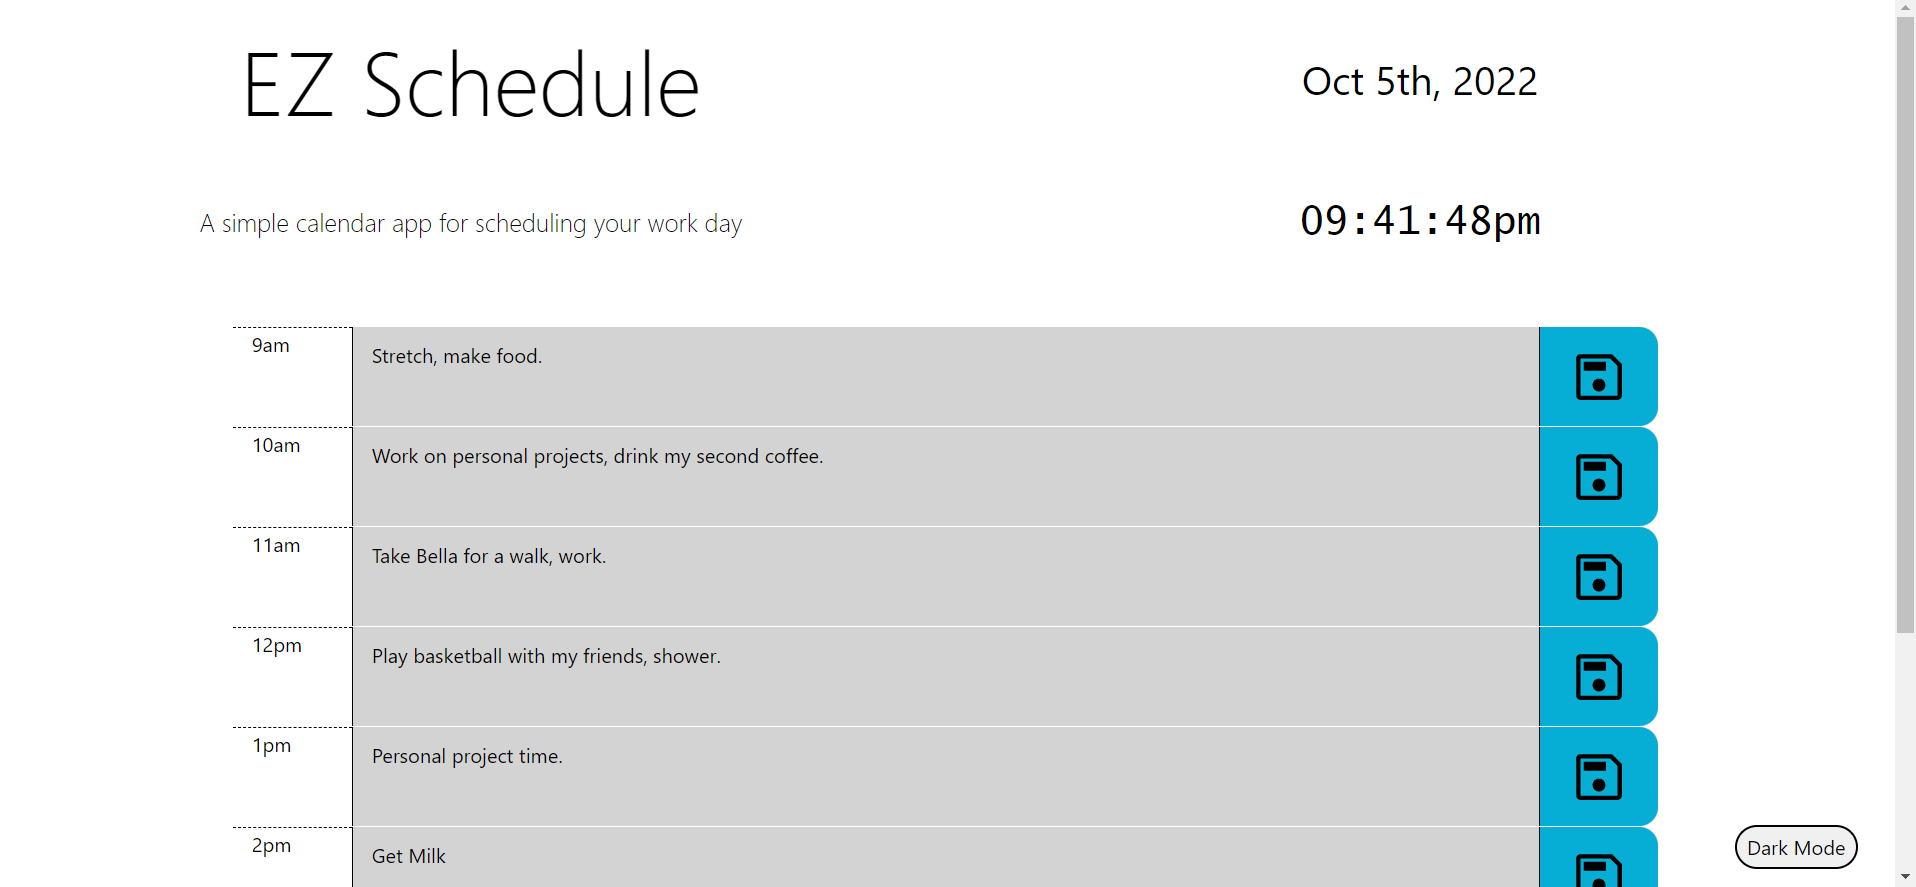 EZ Schedule
Oct 5th, 2022
A simple calendar app for scheduling your work day
09:41:48pm
9am
Stretch, make food.
10am
Work on personal projects, drink my second coffee.
11am
Take Bella for a walk, work.
12pm
Play basketball with my friends, shower.
1pm
Personal project time.
2pm
Get Milk
Dark Mode